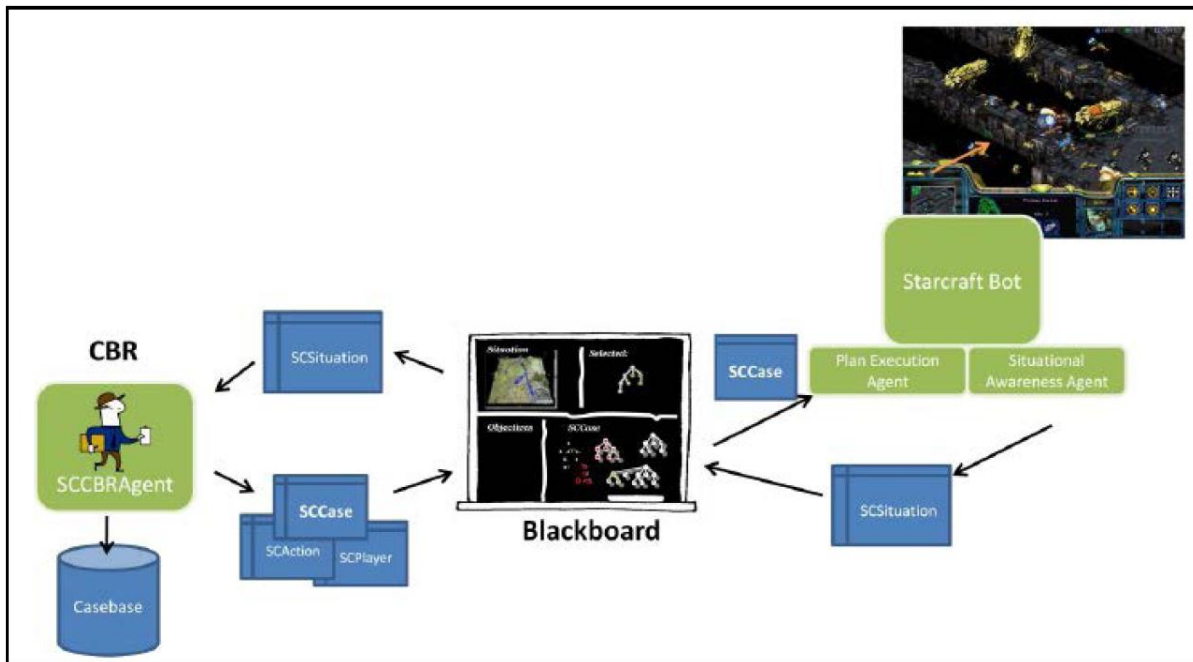 Starcraft Bot
Plan Execution
Agent
Situational
Awareness Agent
SCCase
SCSituation
CBR
SCCBRAgent
Casebase
SCSituation
SCCase
SCAction
SCPlayer
Situation
Selected:
Objectives
SCCase
Blackboard